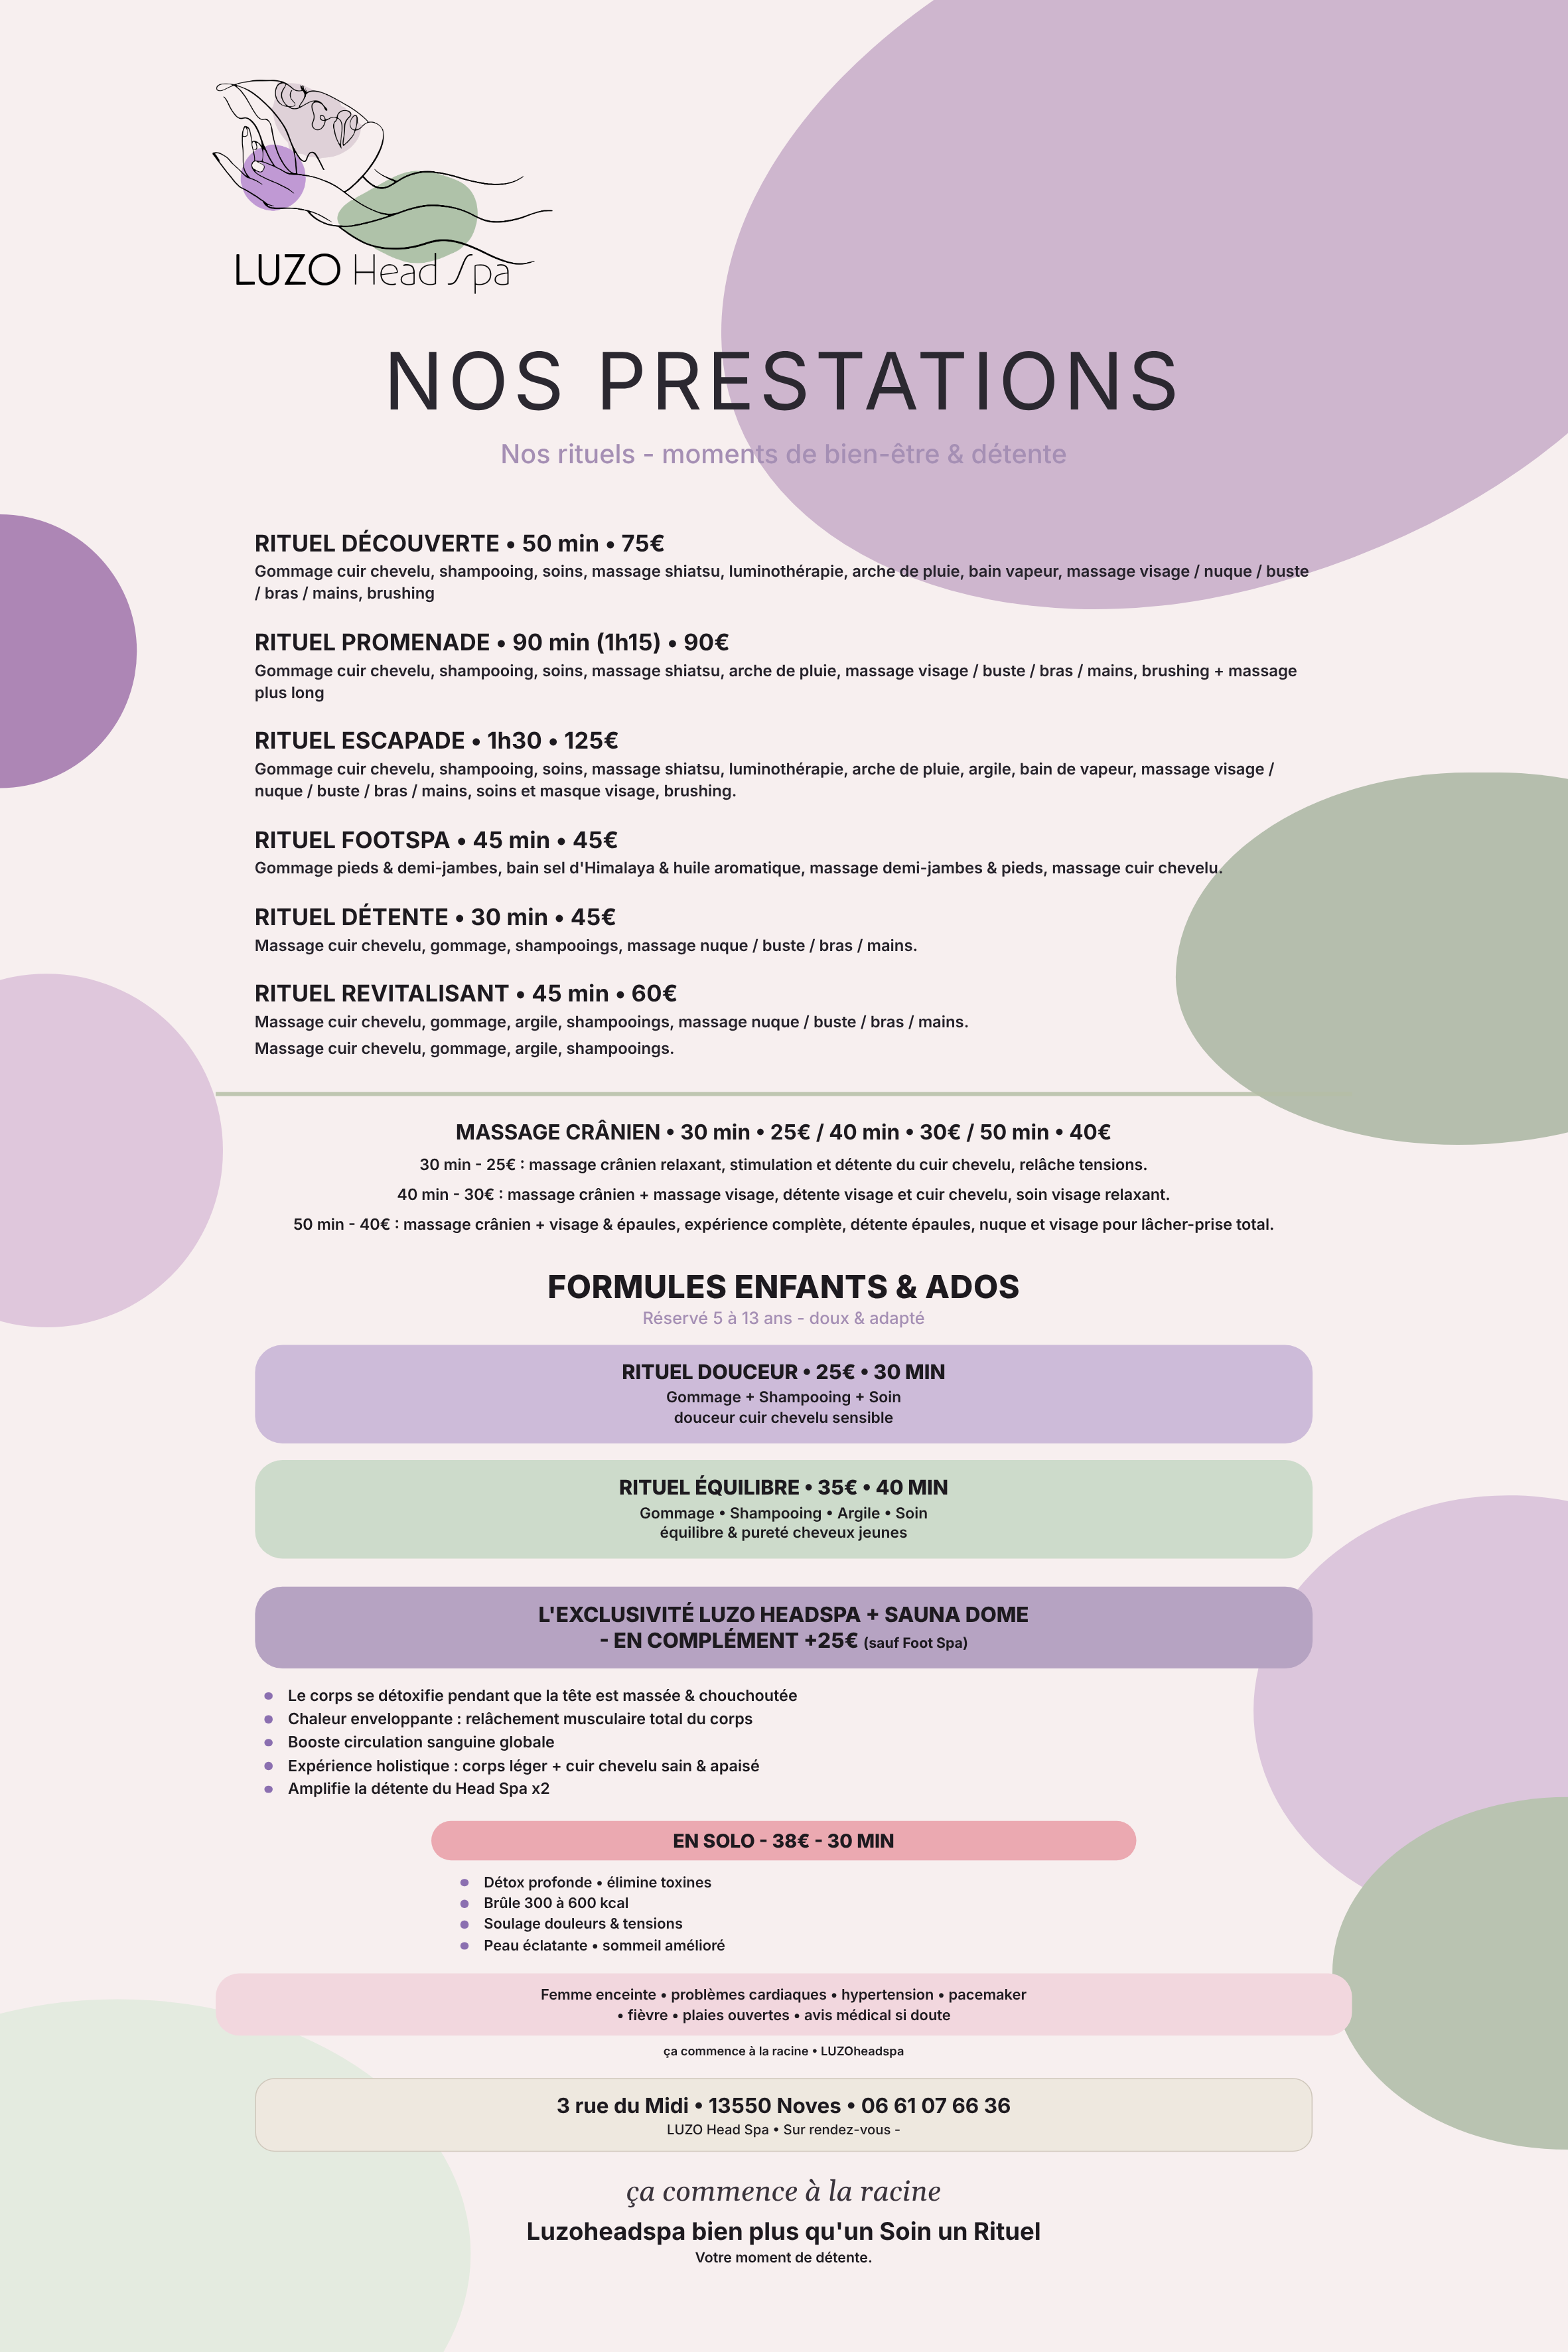 LUZO Head Spa
NOS PRESTATIONS
Nos rituels - moments de bien-être & détente
RITUEL DÉCOUVERTE • 50 min • 75€
Gommage cuir chevelu, shampooing, soins, massage shiatsu, luminothérapie, arche de pluie, bain vapeur, massage visage / nuque / buste
/ bras / mains, brushing
RITUEL PROMENADE • 90 min (1h15) • 90€
Gommage cuir chevelu, shampooing, soins, massage shiatsu, arche de pluie, massage visage / buste / bras / mains, brushing + massage
plus long
RITUEL ESCAPADE • 1h30 • 125€
Gommage cuir chevelu, shampooing, soins, massage shiatsu, luminothérapie, arche de pluie, argile, bain de vapeur, massage visage /
nuque / buste / bras / mains, soins et masque visage, brushing.
RITUEL FOOTSPA • 45 min • 45€
Gommage pieds & demi-jambes, bain sel d'Himalaya & huile aromatique, massage demi-jambes & pieds, massage cuir chevelu.
RITUEL DÉTENTE • 30 min • 45€
Massage cuir chevelu, gommage, shampooings, massage nuque / buste / bras / mains.
RITUEL REVITALISANT • 45 min • 60€
Massage cuir chevelu, gommage, argile, shampooings, massage nuque / buste / bras / mains.
Massage cuir chevelu, gommage, argile, shampooings.
MASSAGE CRÂNIEN • 30 min • 25€ / 40 min • 30€ / 50 min • 40€
30 min - 25€ : massage crânien relaxant, stimulation et détente du cuir chevelu, relâche tensions.
40 min - 30€ : massage crânien + massage visage, détente visage et cuir chevelu, soin visage relaxant.
50 min - 40€ : massage crânien + visage & épaules, expérience complète, détente épaules, nuque et visage pour lâcher-prise total.
FORMULES ENFANTS & ADOS
Réservé 5 à 13 ans - doux & adapté
RITUEL DOUCEUR • 25€ • 30 MIN
Gommage + Shampooing + Soin
douceur cuir chevelu sensible
RITUEL ÉQUILIBRE • 35€ • 40 MIN
Gommage • Shampooing • Argile • Soin
équilibre & pureté cheveux jeunes
L'EXCLUSIVITÉ LUZO HEADSPA + SAUNA DOME
- EN COMPLÉMENT +25€ (sauf Foot Spa)
• Le corps se détoxifie pendant que la tête est massée & chouchoutée
• Chaleur enveloppante : relâchement musculaire total du corps
• Booste circulation sanguine globale
• Expérience holistique : corps léger + cuir chevelu sain & apaisé
• Amplifie la détente du Head Spa x2
EN SOLO - 38€ - 30 MIN
• Détox profonde • élimine toxines
• Brûle 300 à 600 kcal
• Soulage douleurs & tensions
• Peau éclatante • sommeil amélioré
Femme enceinte • problèmes cardiaques • hypertension • pacemaker
• fièvre • plaies ouvertes • avis médical si doute
ça commence à la racine • LUZOheadspa
3 rue du Midi • 13550 Noves • 06 61 07 66 36
LUZO Head Spa • Sur rendez-vous -
ça commence à la racine
Luzoheadspa bien plus qu'un Soin un Rituel
Votre moment de détente.